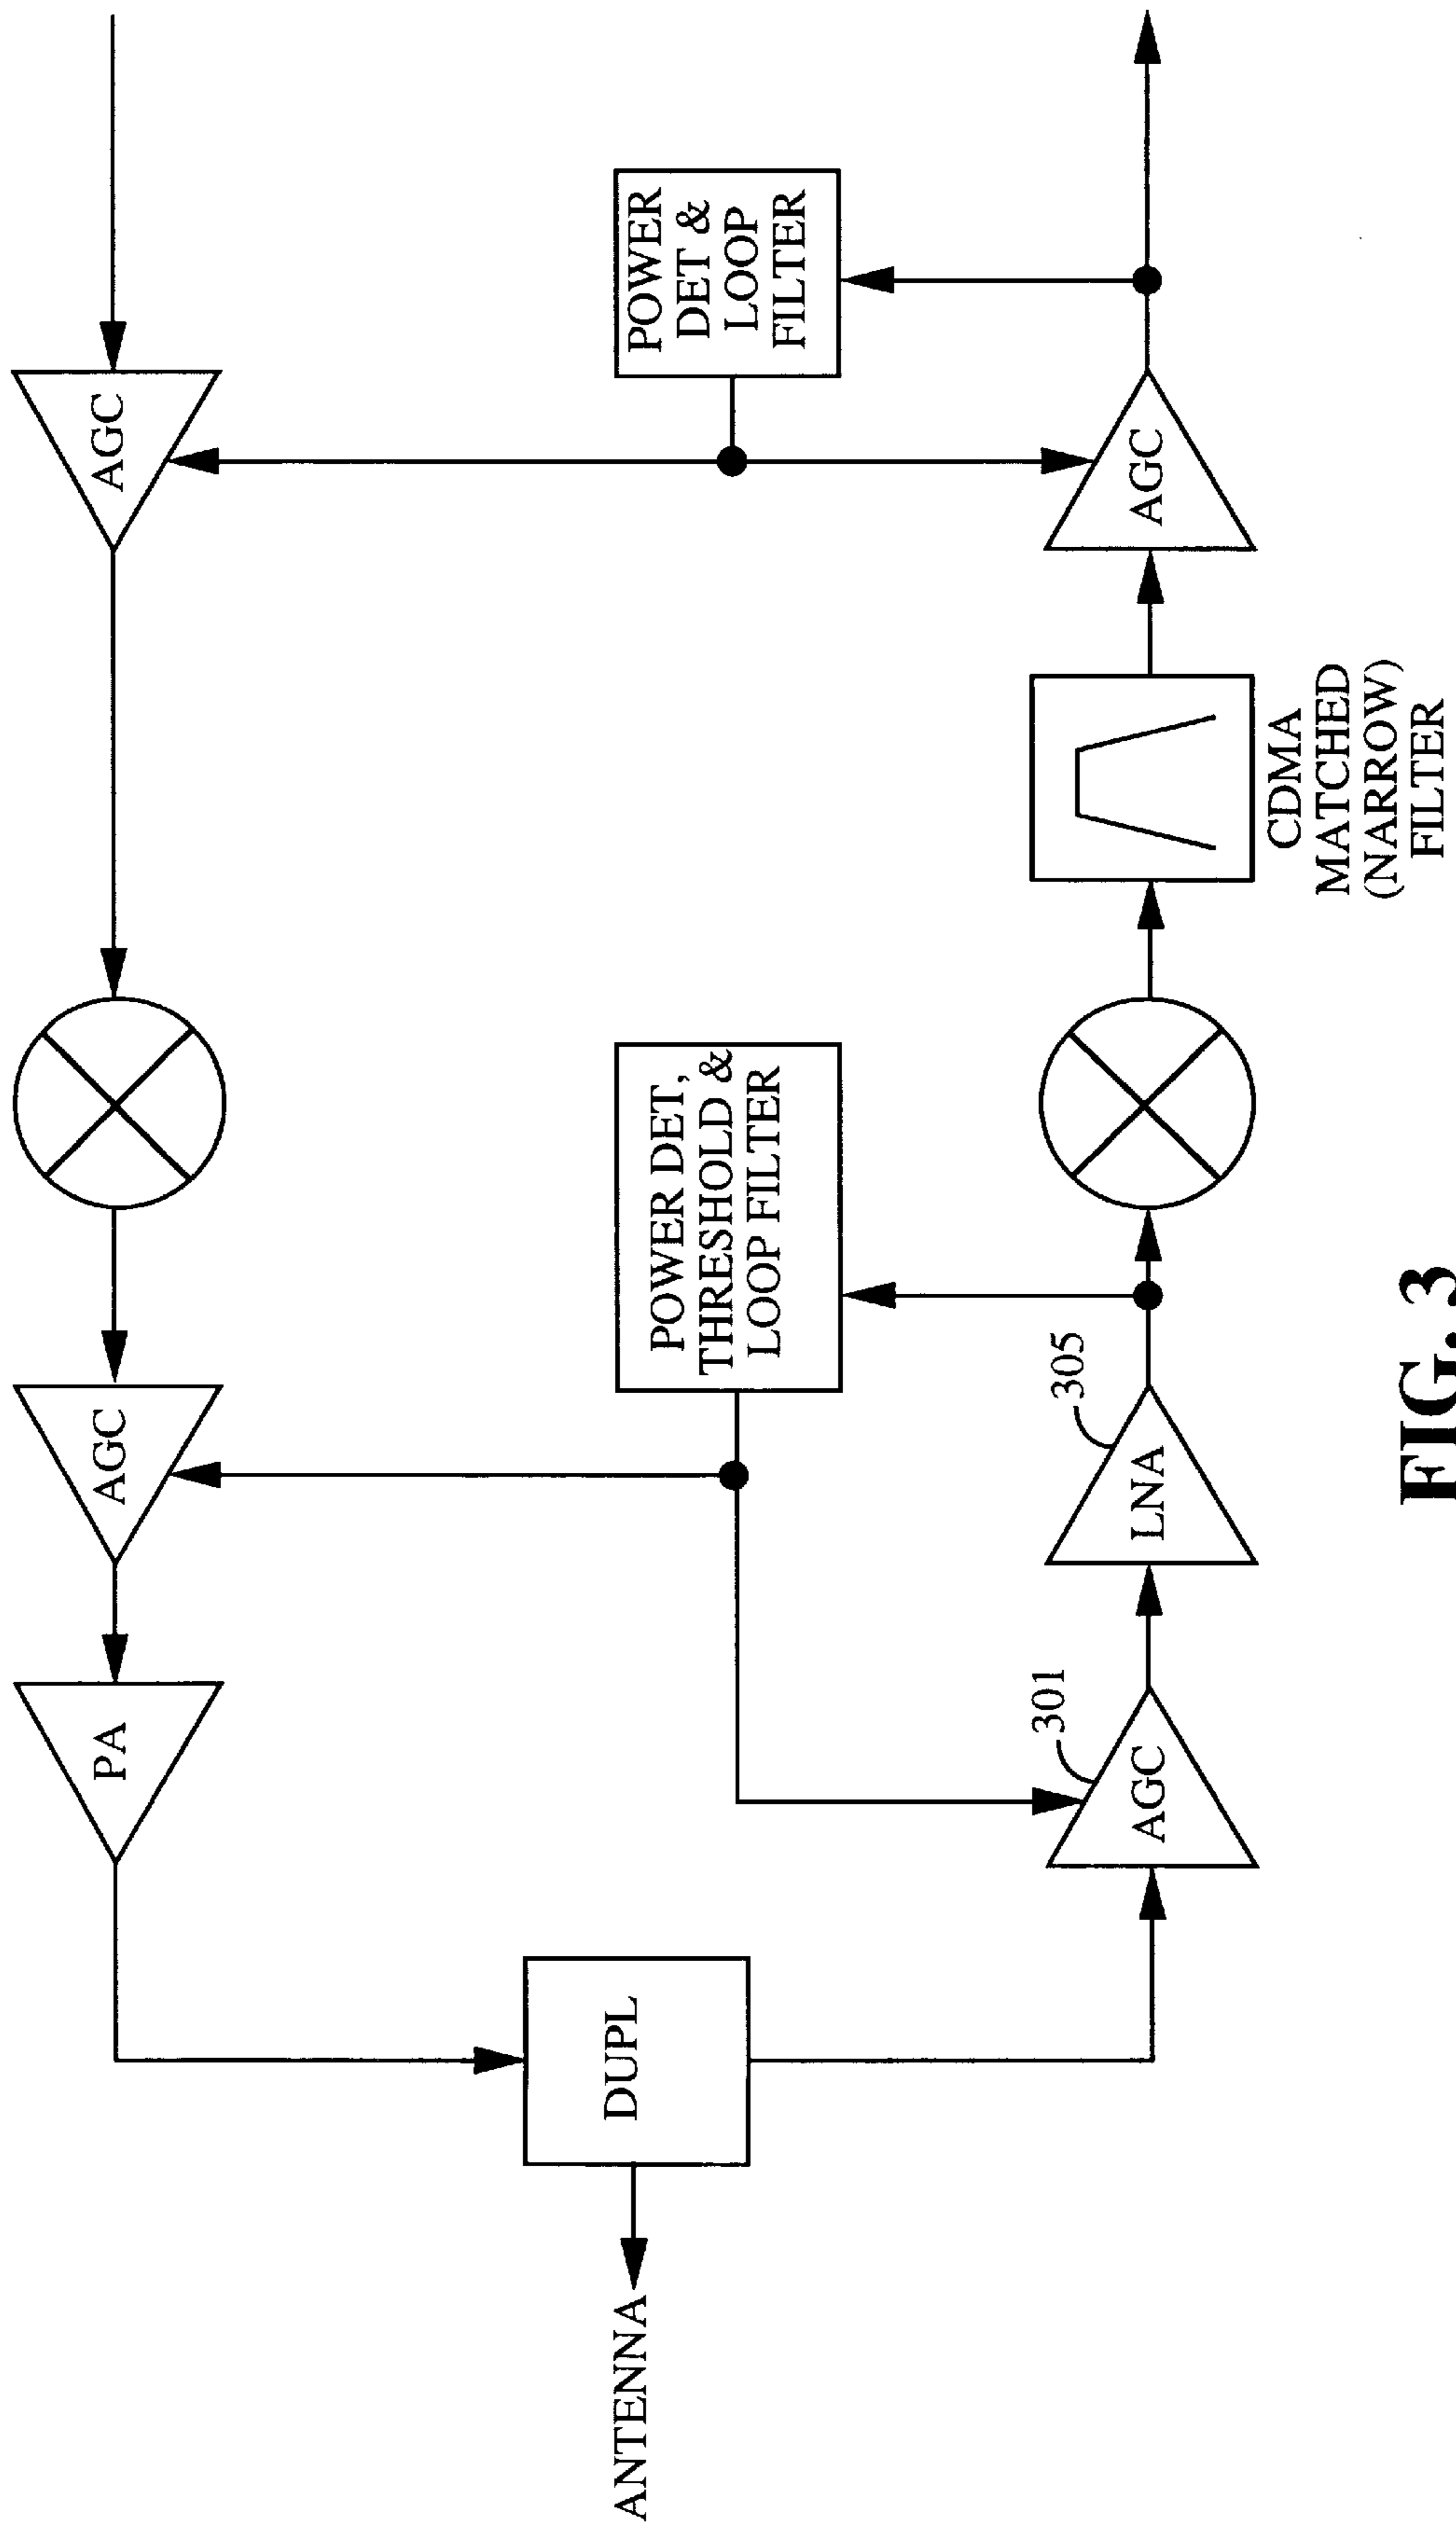 AGC
POWER
DET &
LOOP
FILTER
AGC
CDMA
MATCHED
(NARROW)
FILTER
POWER DET,
THRESHOLD &
LOOP FILTER
AGC
305
LNA
PA
301
AGC
DUPL
ANTENNA
FIG. 3